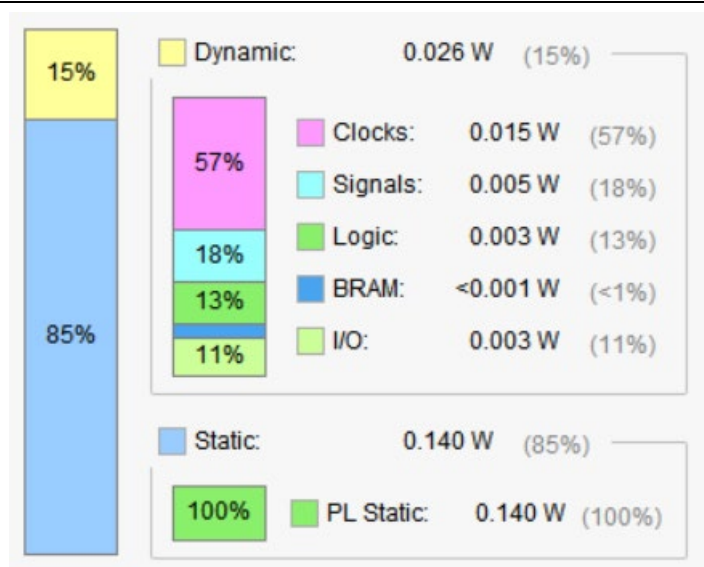 15%
85%
Dynamic: 0.026 W (15%)
57%
18%
13%
11%
Clocks: 0.015 W (57%)
Signals: 0.005 W (18%)
Logic: 0.003 W (13%)
BRAM: <0.001 W (<1%)
I/O: 0.003 W (11%)
Static: 0.140 W (85%)
100% PL Static: 0.140 W (100%)